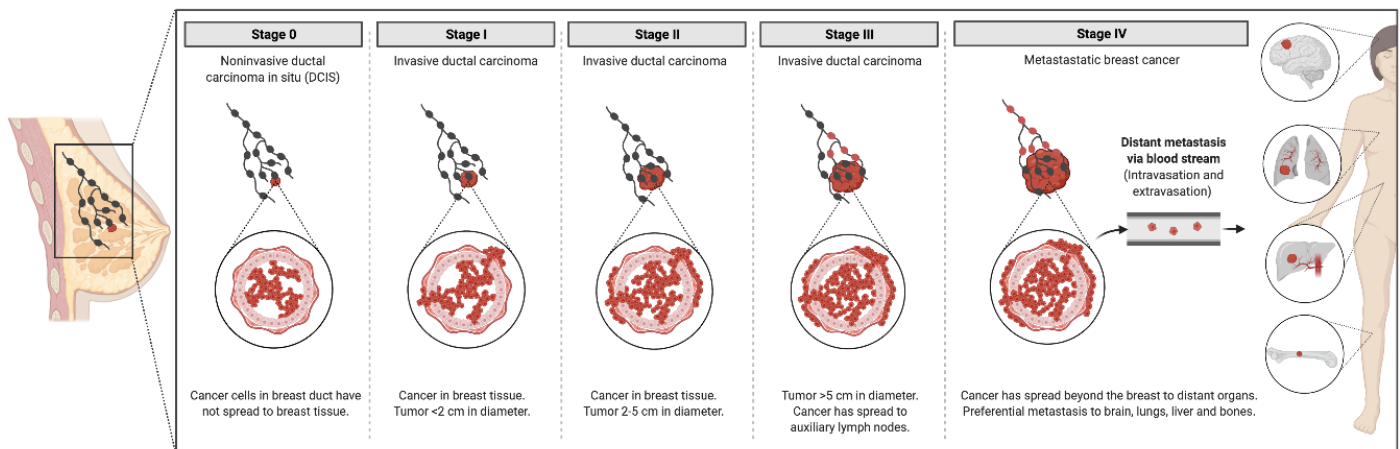 Stage 0
Noninvasive ductal
carcinoma in situ (DCIS)
Cancer cells in breast duct have
not spread to breast tissue.
Stage I
Invasive ductal carcinoma
Cancer in breast tissue.
Tumor <2 cm in diameter.
Stage II
Invasive ductal carcinoma
Cancer in breast tissue.
Tumor 2-5 cm in diameter.
Stage III
Invasive ductal carcinoma
Tumor >5 cm in diameter.
Cancer has spread to
auxiliary lymph nodes.
Stage IV
Metastastatic breast cancer
Distant metastasis
via blood stream
(Intravasation and
extravasation)
Cancer has spread beyond the breast to distant organs.
Preferential metastasis to brain, lungs, liver and bones.